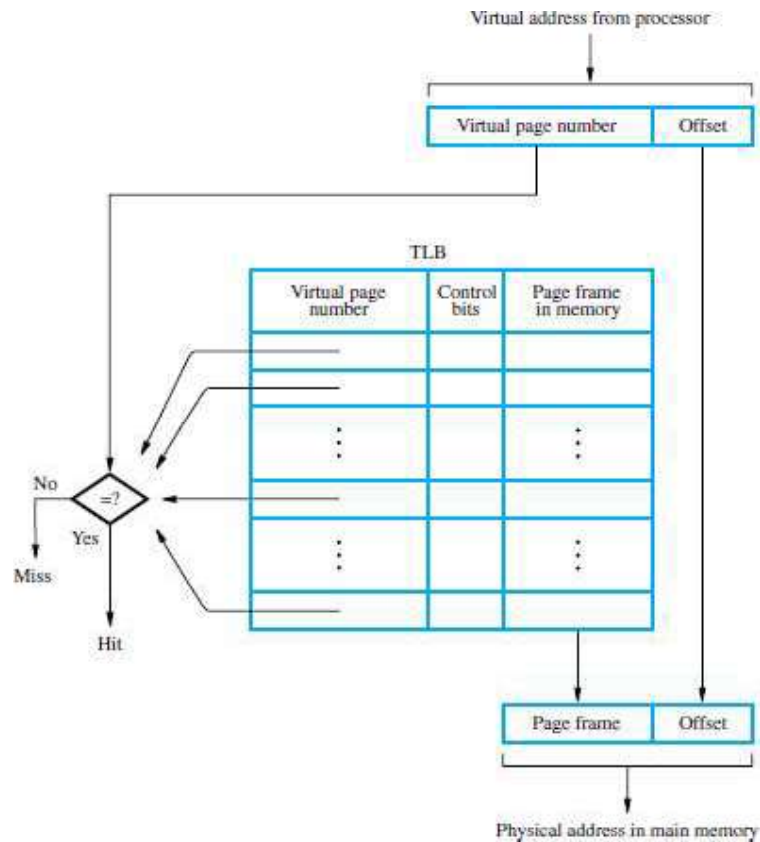 Virtual address from processor
Virtual page number
Offset
TLB
Virtual page
number
Control
bits
Page frame
in memory
No
=?
Yes
Miss
Hit
Page frame
Offset
Physical address in main memory